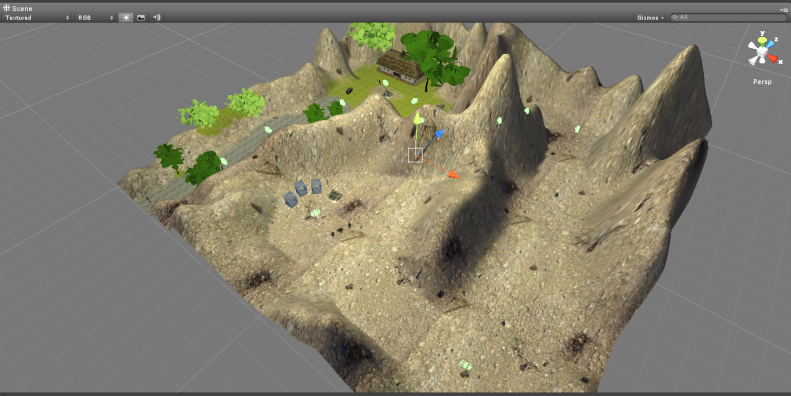 Scene
Textured RGB Gizmos All
y
z
x
Persp